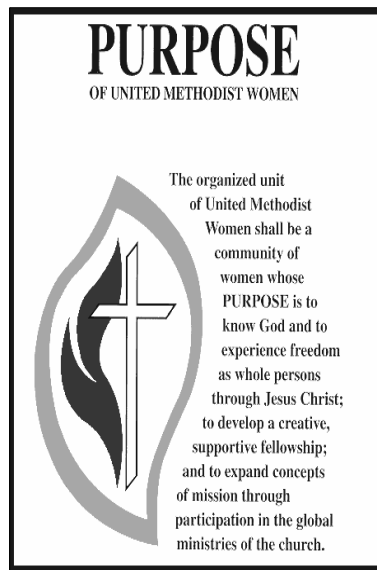 PURPOSE
OF UNITED METHODIST WOMEN
The organized unit
of United Methodist
Women shall be a
community of
women whose
PURPOSE is to
know God and to
experience freedom
as whole persons
through Jesus Christ;
to develop a creative,
supportive fellowship;
and to expand concepts
of mission through
participation in the global
ministries of the church.